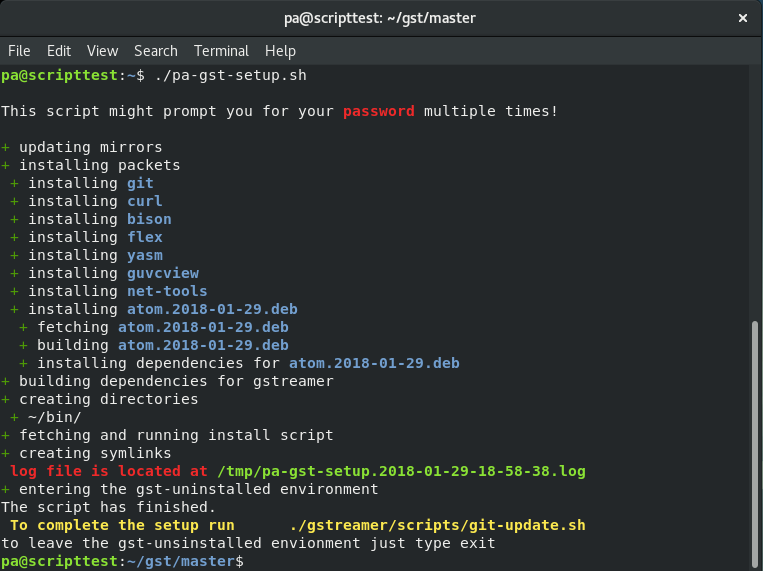 pa@scripttest: ~/gst/master
×
File Edit View Search Terminal Help
pa@scripttest:~$ ./pa-gst-setup.sh
This script might prompt you for your password multiple times!
+ updating mirrors
+ installing packets
+ installing git
+ installing curl
+ installing bison
+ installing flex
+ installing yasm
+ installing guvcview
+ installing net-tools
+ installing atom.2018-01-29.deb
+ fetching atom.2018-01-29.deb
+ building atom.2018-01-29.deb
+ installing dependencies for atom.2018-01-29.deb
+ building dependencies for gstreamer
+ creating directories
+ ~/bin/
+ fetching and running install script
+ creating symlinks
log file is located at /tmp/pa-gst-setup.2018-01-29-18-58-38.log
+ entering the gst-uninstalled environment
The script has finished.
To complete the setup run ./gstreamer/scripts/git-update.sh
to leave the gst-unsinstalled envionment just type exit
pa@scripttest:~/gst/master$